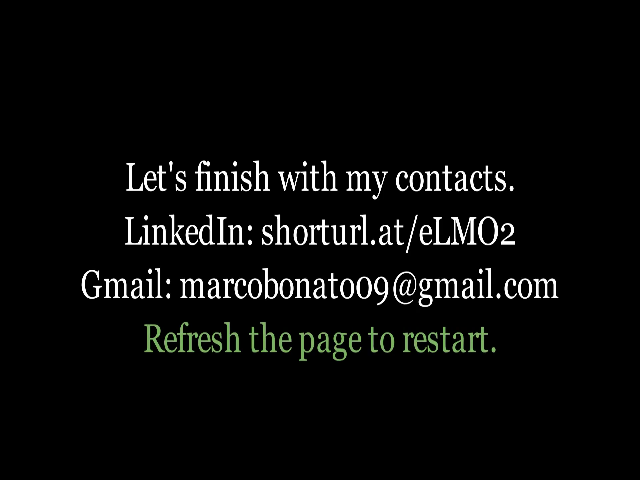 Let's finish with my contacts.
LinkedIn: shorturl.at/eLMO2
Gmail: marcobonato09@gmail.com
Refresh the page to restart.